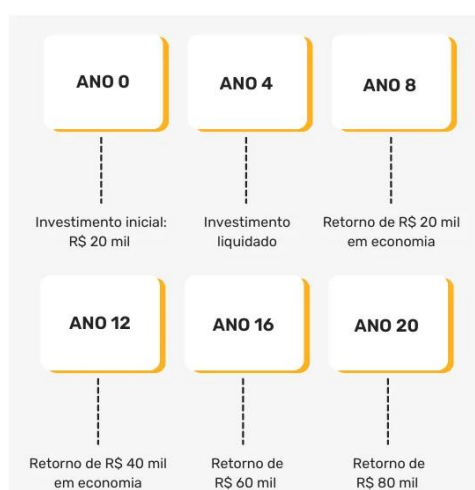 ANO 0
ANO 4
ANO 8
Investimento inicial:
R$ 20 mil
Investimento
liquidado
Retorno de R$ 20 mil
em economia
ANO 12
ANO 16
ANO 20
Retorno de R$ 40 mil
em economia
Retorno de
R$ 60 mil
Retorno de
R$ 80 mil